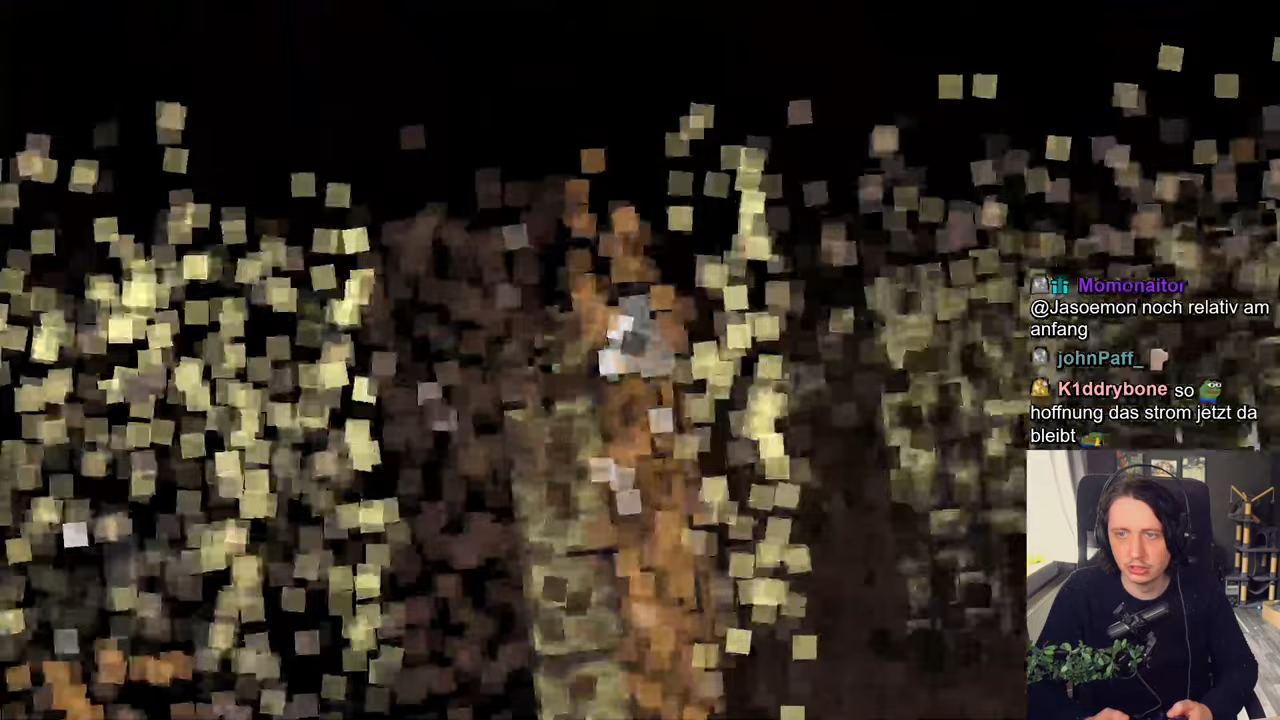 Momonaitor
@Jasoemon noch relativ am
anfang
johnPaff_
K1ddrybone so
hoffnung das strom jetzt da
bleibt